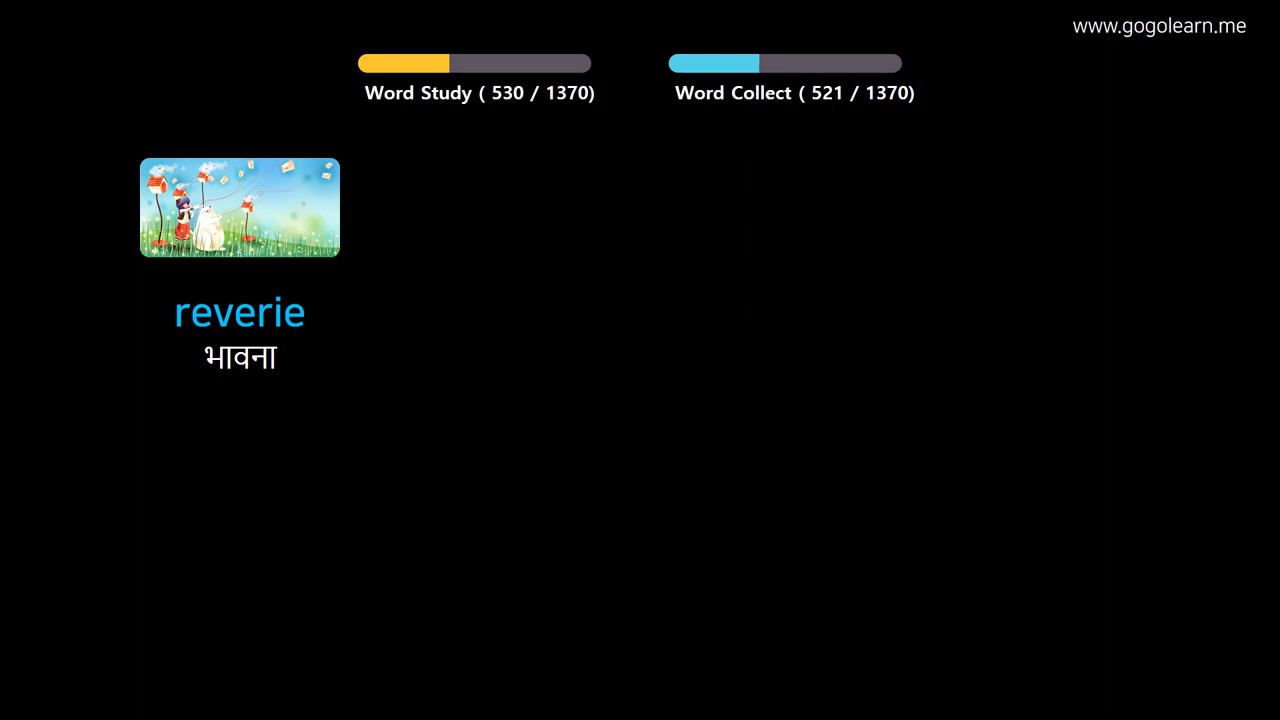 www.gogolearn.me
Word Study ( 530 / 1370)
Word Collect ( 521 / 1370)
reverie
भावना